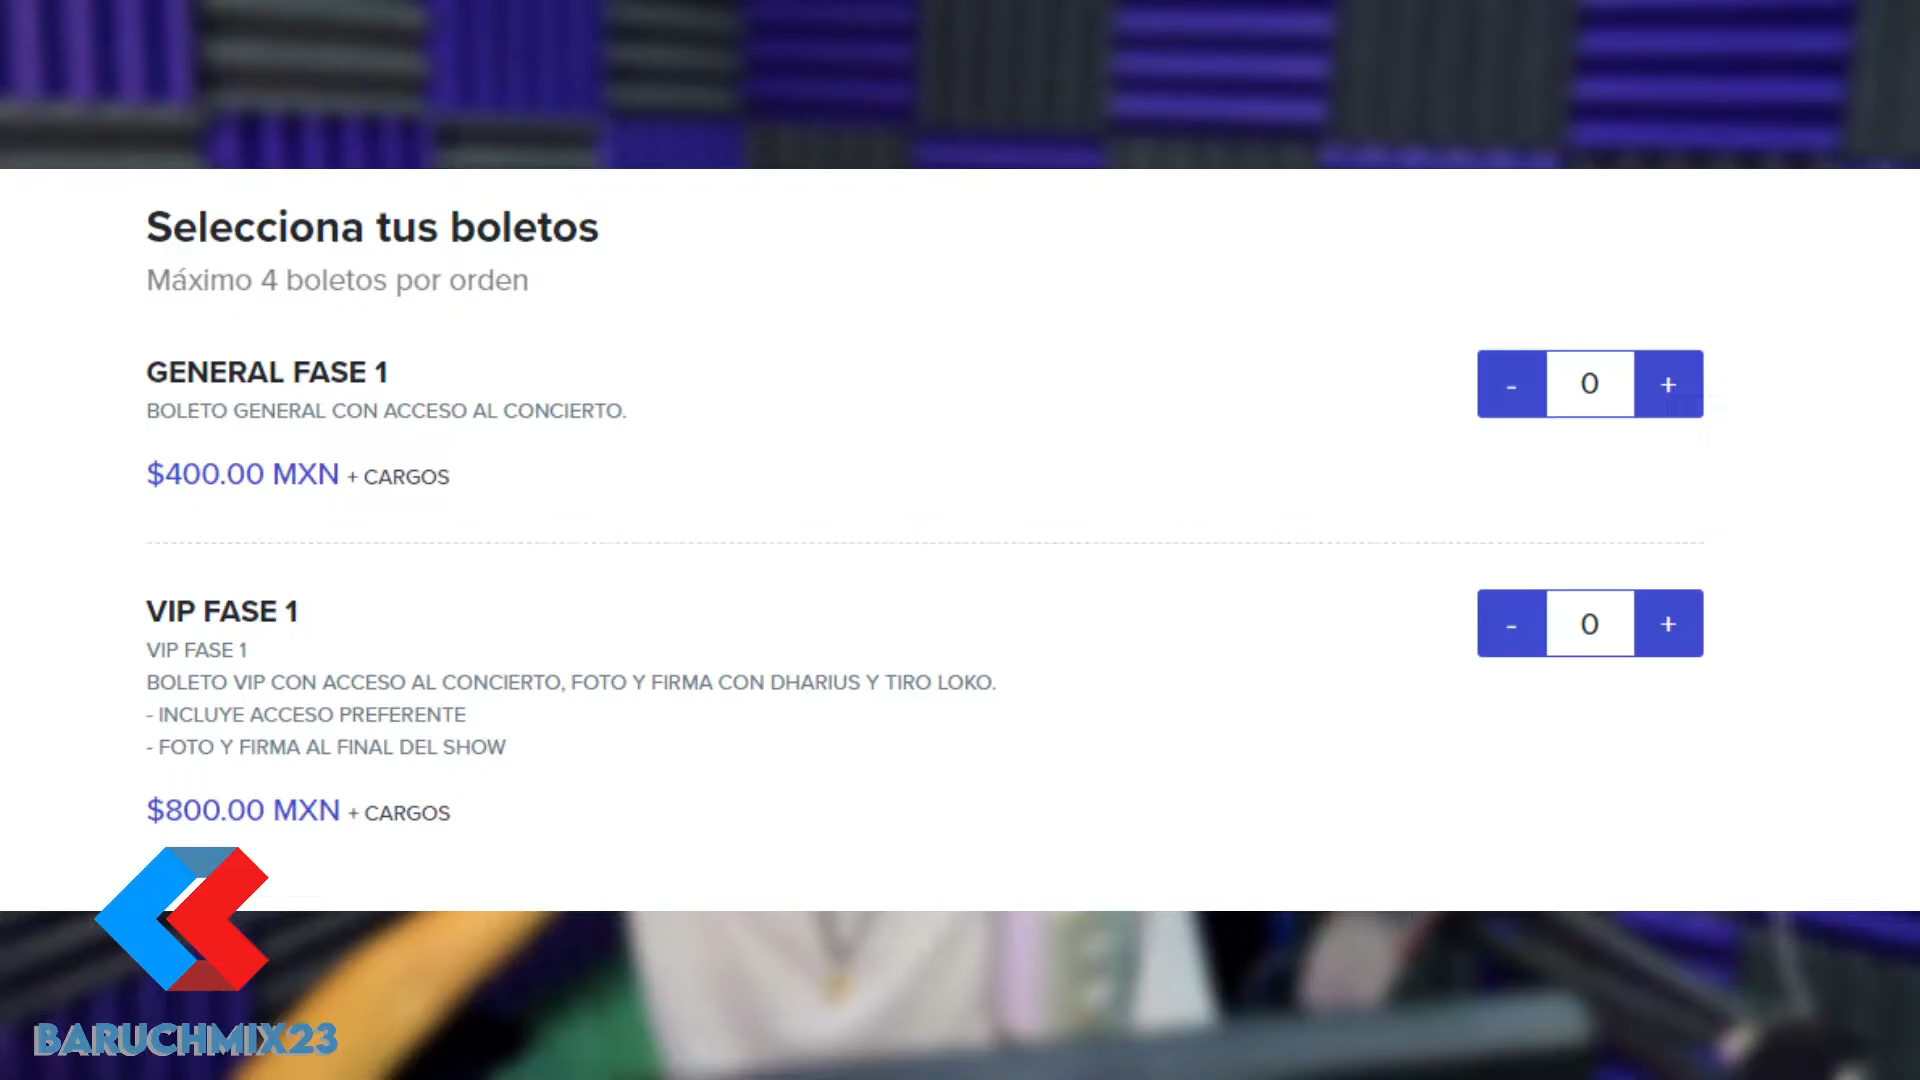 Selecciona tus boletos
Máximo 4 boletos por orden
GENERAL FASE 1
BOLETO GENERAL CON ACCESO AL CONCIERTO.
- 0 +
$400.00 MXN + CARGOS
VIP FASE 1
VIP FASE 1
- 0 +
BOLETO VIP CON ACCESO AL CONCIERTO, FOTO Y FIRMA CON DHARIUS Y TIRO LOKO.
- INCLUYE ACCESO PREFERENTE
- FOTO Y FIRMA AL FINAL DEL SHOW
$800.00 MXN + CARGOS
BARUCHMIX23